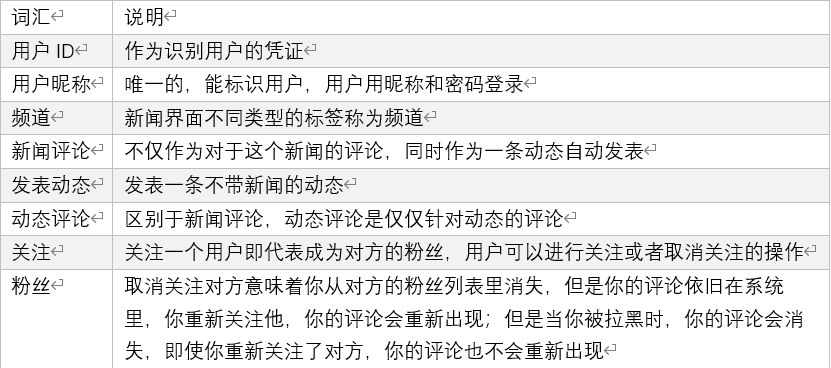 词汇 说明
用户 ID 作为识别用户的凭证
用户昵称 唯一的，能标识用户，用户用昵称和密码登录
频道 新闻界面不同类型的标签称为频道
新闻评论 不仅作为对于这个新闻的评论，同时作为一条动态自动发表
发表动态 发表一条不带新闻的动态
动态评论 区别于新闻评论，动态评论是仅仅针对动态的评论
关注 关注一个用户即代表成为对方的粉丝，用户可以进行关注或者取消关注的操作
粉丝 取消关注对方意味着你从对方的粉丝列表里消失，但是你的评论依旧在系统
里，你重新关注他，你的评论会重新出现；但是当你被拉黑时，你的评论会消
失，即使你重新关注了对方，你的评论也不会重新出现